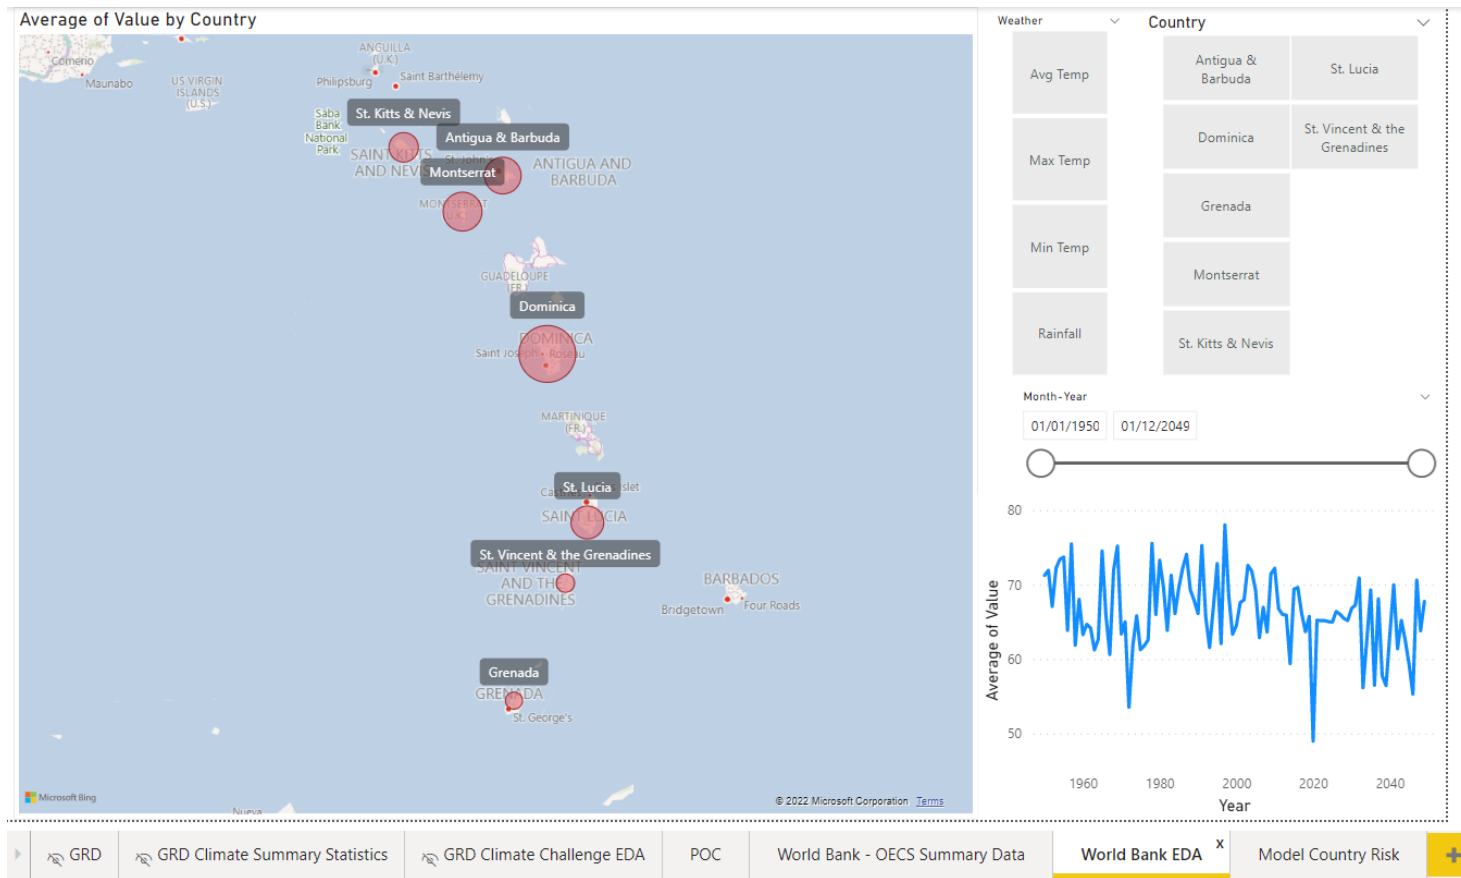 Average of Value by Country
Comerio
Maunabo
US VIRGIN
ISLANDS
(U.S.)
ANGUILLA
(U.K.)
Philipsburg
Saint Barthélemy
Saba
Bank
National
Park
St. Kitts & Nevis
SAINT KITTS
AND NEVIS
Antigua & Barbuda
St. John's
ANTIGUA AND
BARBUDA
Montserrat
MONTSERRAT
(U.K.)
GUADELOUPE
(FR.)
Dominica
DOMINICA
Saint Joseph
Roseau
MARTINIQUE
(FR.)
St. Lucia
SAINT LUCIA
St. Vincent & the Grenadines
SAINT VINCENT
AND THE
GRENADINES
BARBADOS
Bridgetown
Four Roads
Grenada
GRENADA
St. George's
Nueva
Microsoft Bing
© 2022 Microsoft Corporation Terms
Weather
Avg Temp
Max Temp
Min Temp
Rainfall
Country
Antigua &
Barbuda
St. Lucia
Dominica
St. Vincent & the
Grenadines
Grenada
Montserrat
St. Kitts & Nevis
Month-Year
01/01/1950
01/12/2049
80
70
60
50
Average of Value
1960
1980
2000
2020
2040
Year
GRD
GRD Climate Summary Statistics
GRD Climate Challenge EDA
POC
World Bank - OECS Summary Data
World Bank EDA
x
Model Country Risk
+